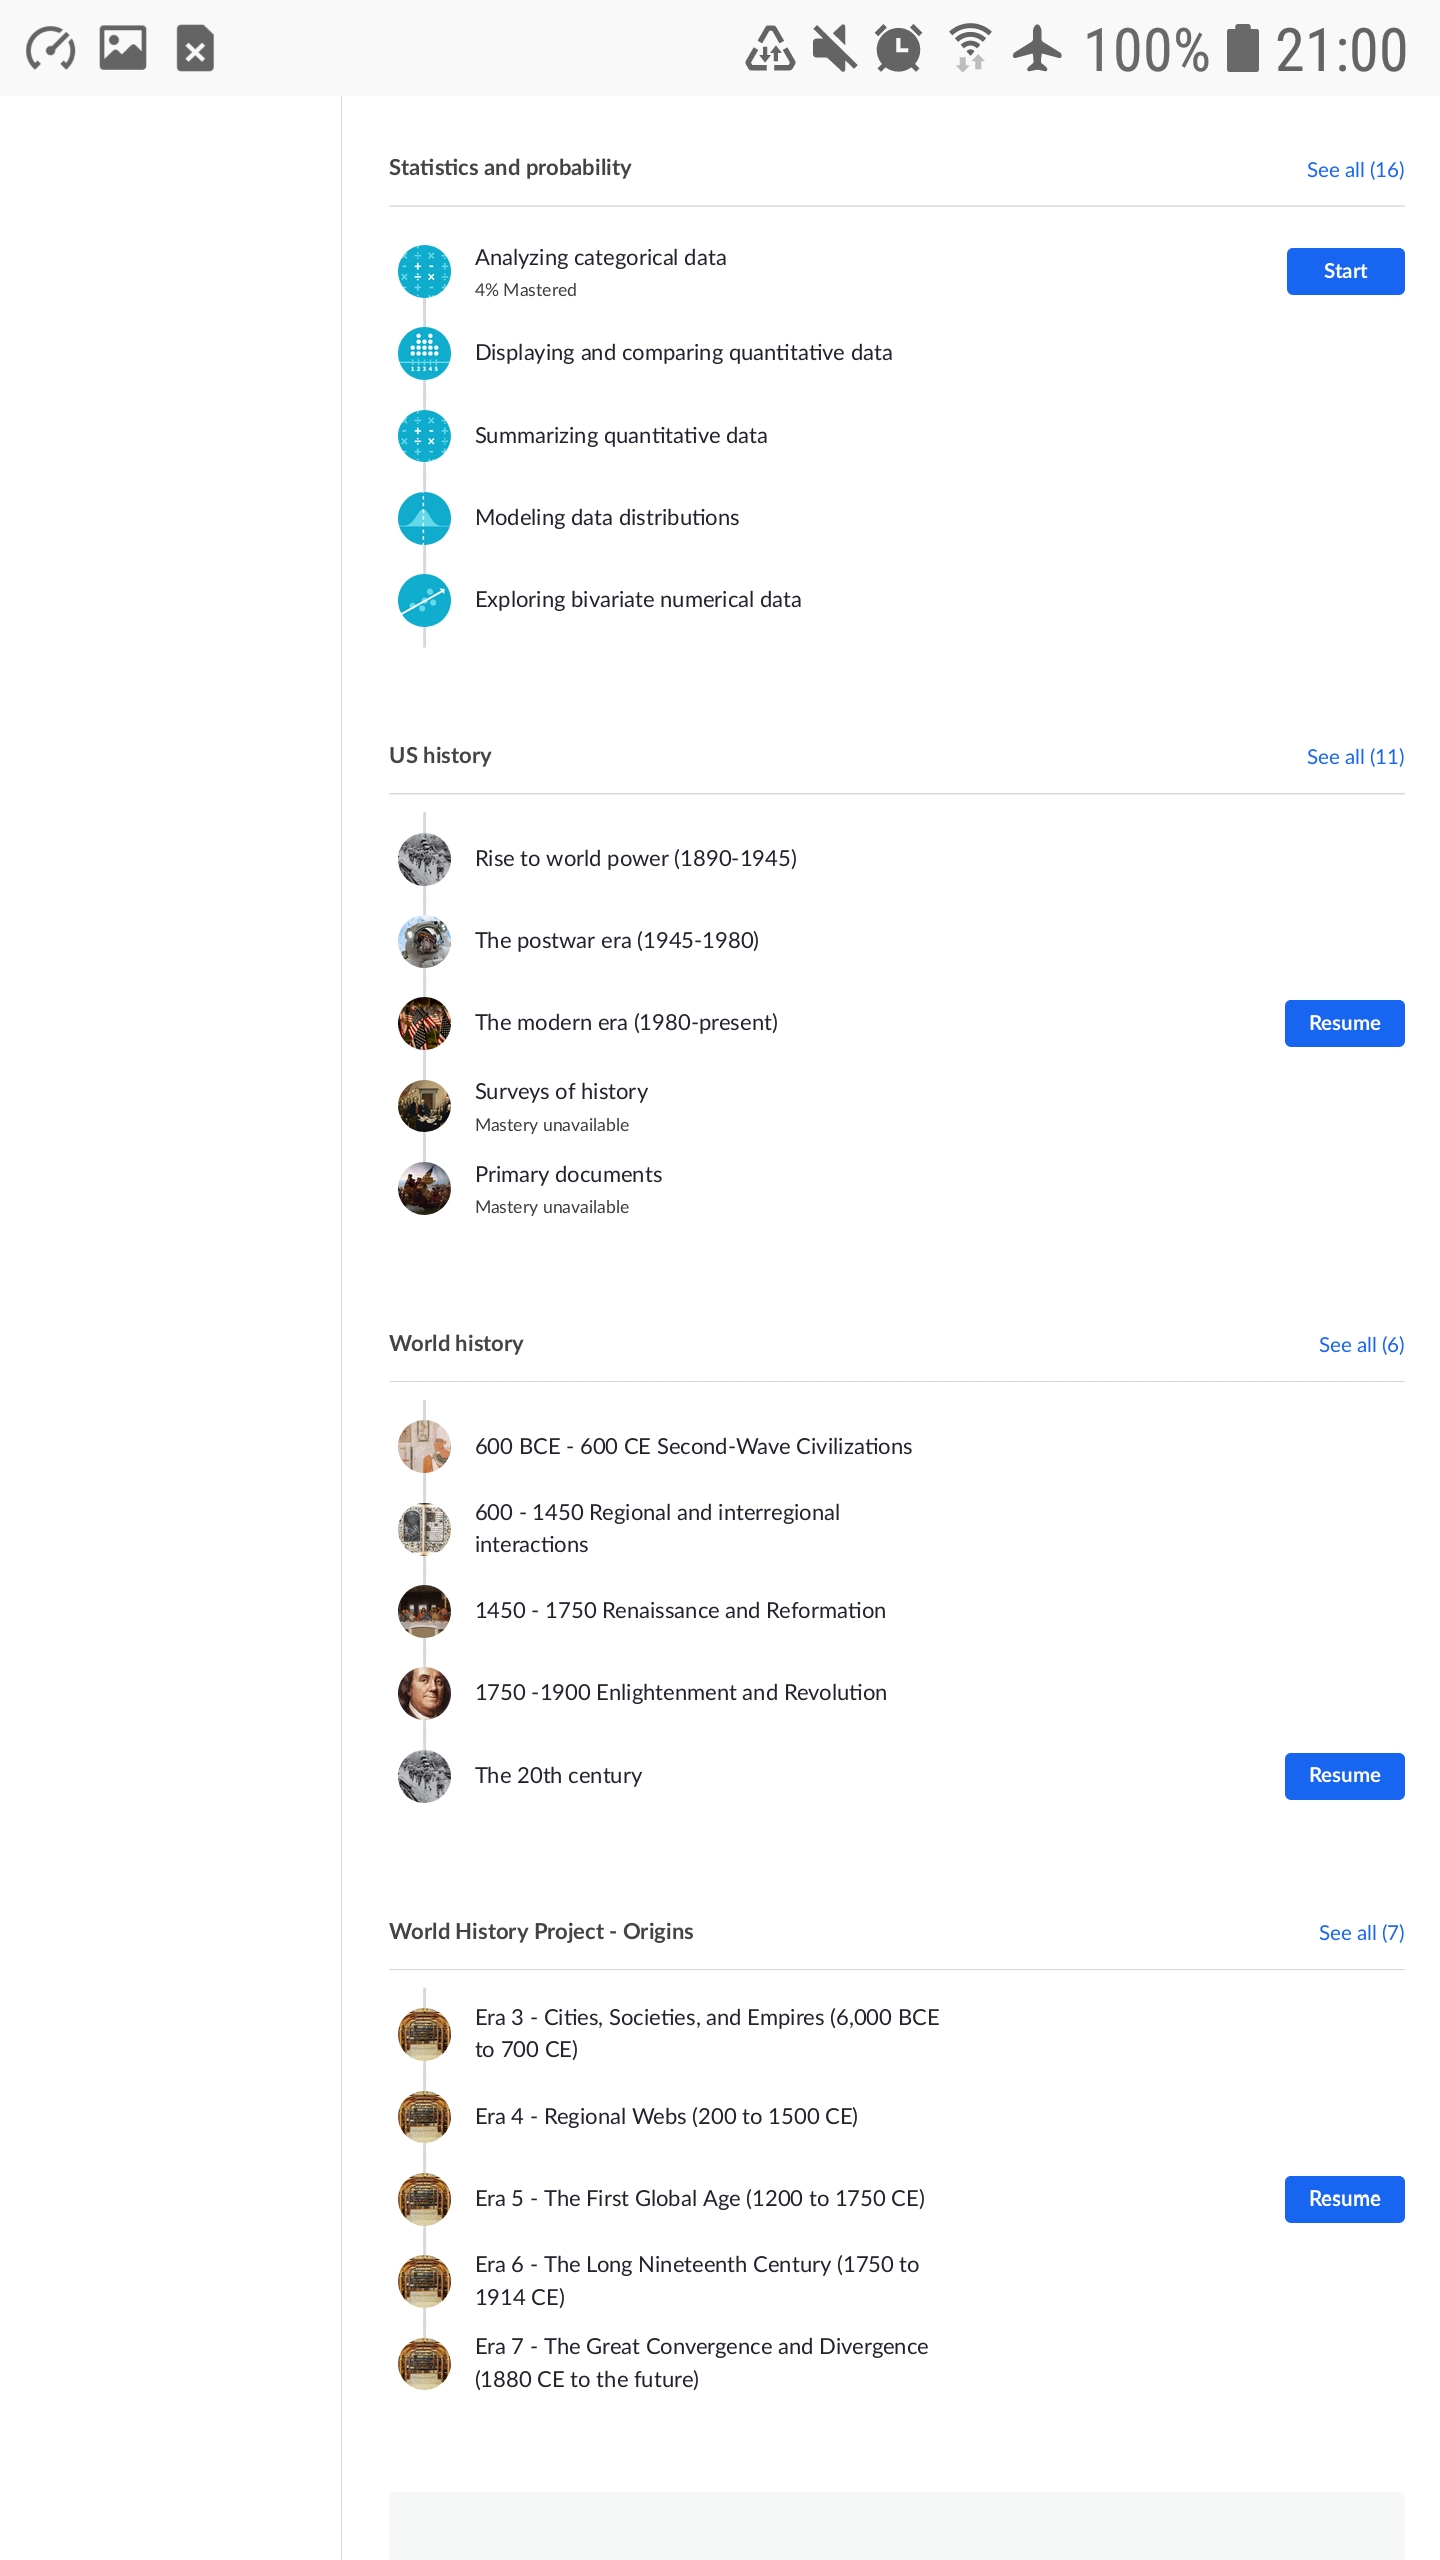 100% 21:00
Statistics and probability See all (16)
Analyzing categorical data
4% Mastered
Start
Displaying and comparing quantitative data
Summarizing quantitative data
Modeling data distributions
Exploring bivariate numerical data
US history See all (11)
Rise to world power (1890-1945)
The postwar era (1945-1980)
The modern era (1980-present) Resume
Surveys of history
Mastery unavailable
Primary documents
Mastery unavailable
World history See all (6)
600 BCE - 600 CE Second-Wave Civilizations
600 - 1450 Regional and interregional
interactions
1450 - 1750 Renaissance and Reformation
1750 -1900 Enlightenment and Revolution
The 20th century Resume
World History Project - Origins See all (7)
Era 3 - Cities, Societies, and Empires (6,000 BCE
to 700 CE)
Era 4 - Regional Webs (200 to 1500 CE)
Era 5 - The First Global Age (1200 to 1750 CE) Resume
Era 6 - The Long Nineteenth Century (1750 to
1914 CE)
Era 7 - The Great Convergence and Divergence
(1880 CE to the future)